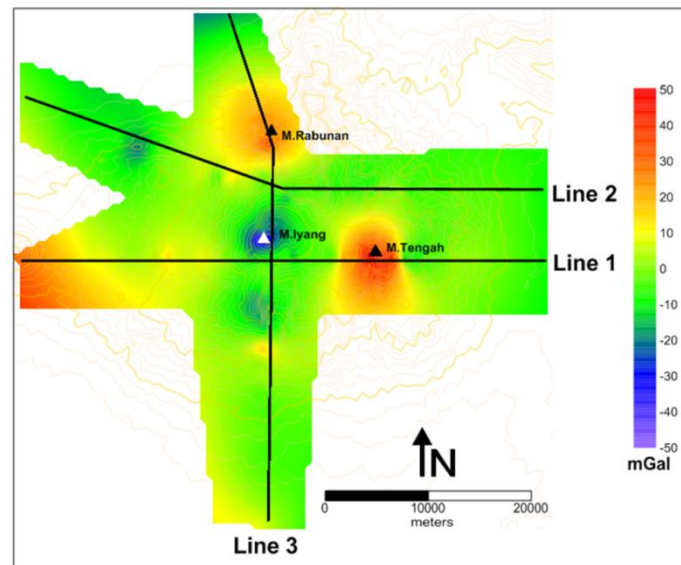 M.Rabunan
Line 2
M.Iyang
M.Tengah
Line 1
50
40
30
20
10
0
-10
-20
-30
-40
-50
mGal
N
0 10000 20000
meters
Line 3